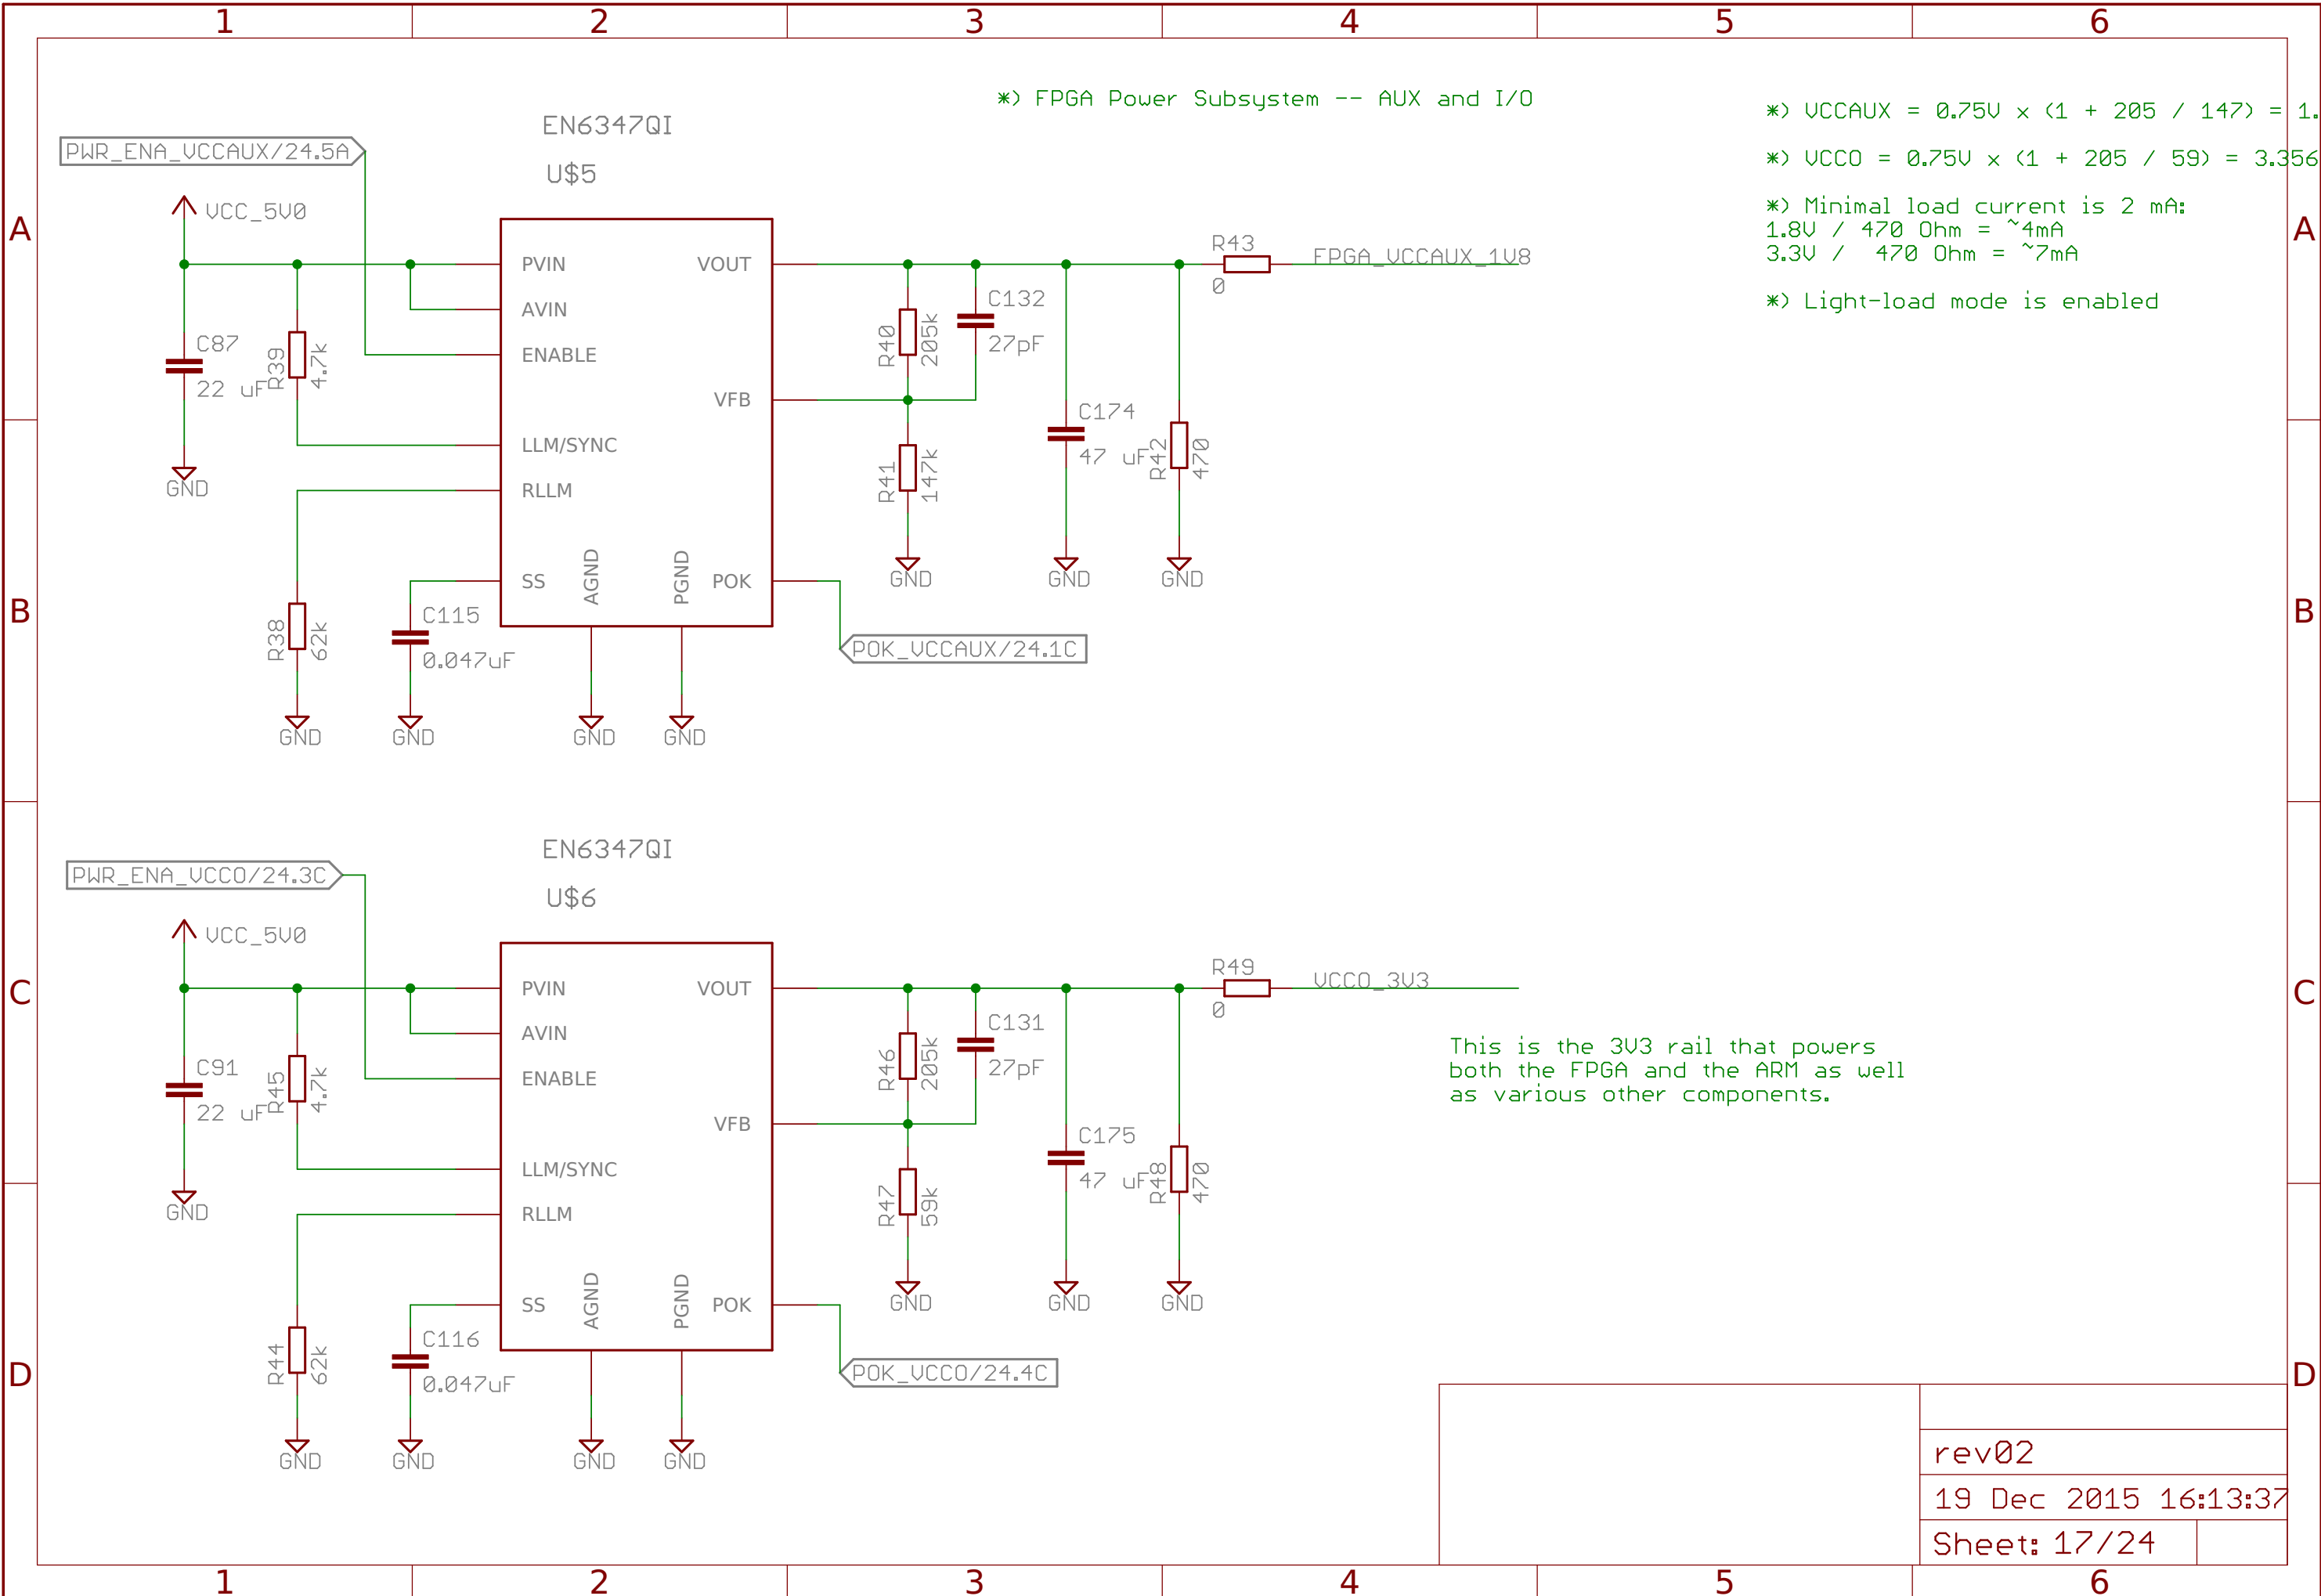 1 2 3 4 5 6
*) FPGA Power Subsystem -- AUX and I/O
*) VCCAUX = 0.75V x (1 + 205 / 147) = 1.
*) VCCO = 0.75V x (1 + 205 / 59) = 3.356
*) Minimal load current is 2 mA:
1.8V / 470 Ohm = ~4mA
3.3V /  470 Ohm = ~7mA
*) Light-load mode is enabled
A
A
EN6347QI
U$5
PWR_ENA_VCCAUX/24.5A
VCC_5V0
PVIN
AVIN
ENABLE
LLM/SYNC
RLLM
SS
AGND
PGND
VOUT
VFB
POK
C87
22 uF
R39
4.7k
GND
R38
62k
GND
C115
0.047uF
GND
GND
GND
R40
205k
C132
27pF
R41
147k
GND
C174
47 uF
GND
R42
470
GND
R43
0
FPGA_VCCAUX_1V8
POK_VCCAUX/24.1C
B
B
EN6347QI
U$6
PWR_ENA_VCCO/24.3C
VCC_5V0
C
C
PVIN
AVIN
ENABLE
LLM/SYNC
RLLM
SS
AGND
PGND
VOUT
VFB
POK
C91
22 uF
R45
4.7k
GND
R44
62k
GND
C116
0.047uF
GND
GND
GND
R46
205k
C131
27pF
R47
59k
GND
C175
47 uF
GND
R48
470
GND
R49
0
VCCO_3V3
This is the 3V3 rail that powers
both the FPGA and the ARM as well
as various other components.
POK_VCCO/24.4C
D
D
rev02
19 Dec 2015 16:13:37
Sheet: 17/24
1 2 3 4 5 6